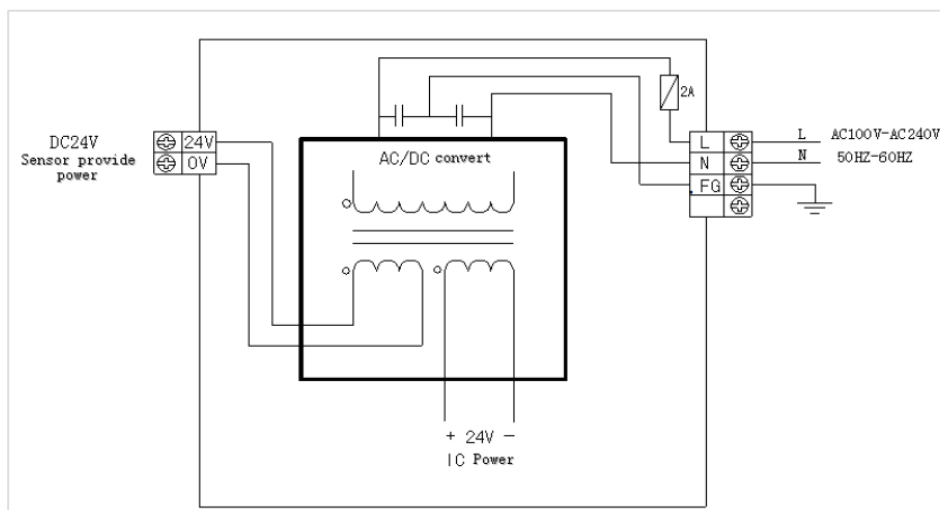 2A
DC24V
Sensor provide
power
24V
0V
AC/DC convert
L
N
FG
L
AC100V-AC240V
N
50HZ-60HZ
+ 24V -
IC Power